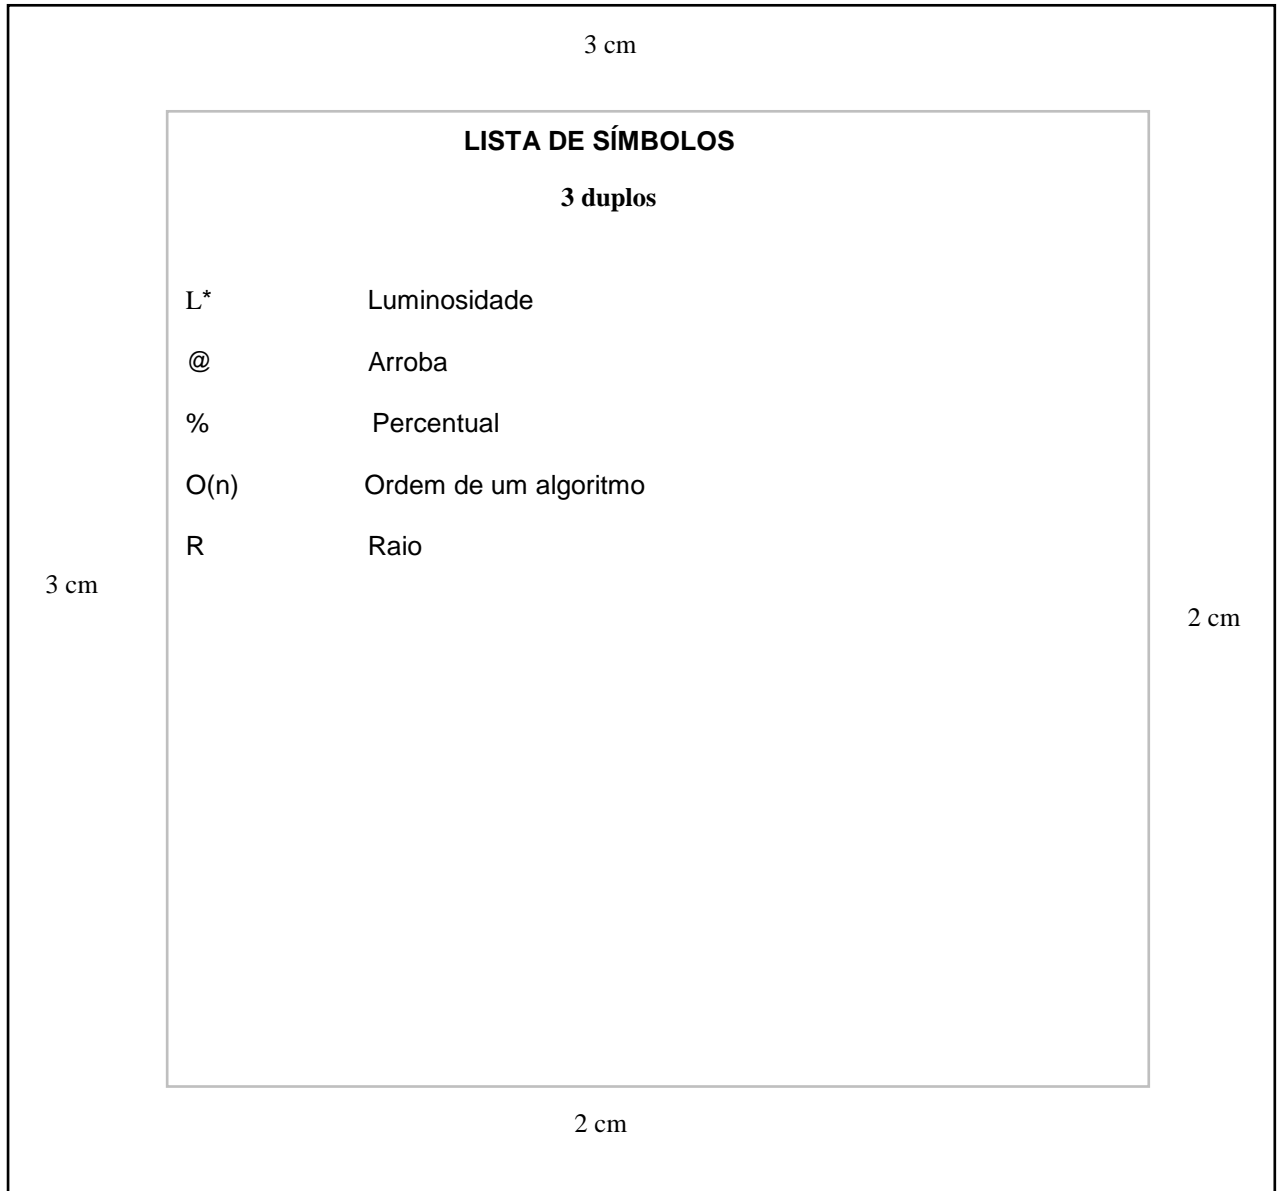 3 cm
LISTA DE SÍMBOLOS
3 duplos
L* Luminosidade
@ Arroba
% Percentual
O(n) Ordem de um algoritmo
R Raio
3 cm
2 cm
2 cm